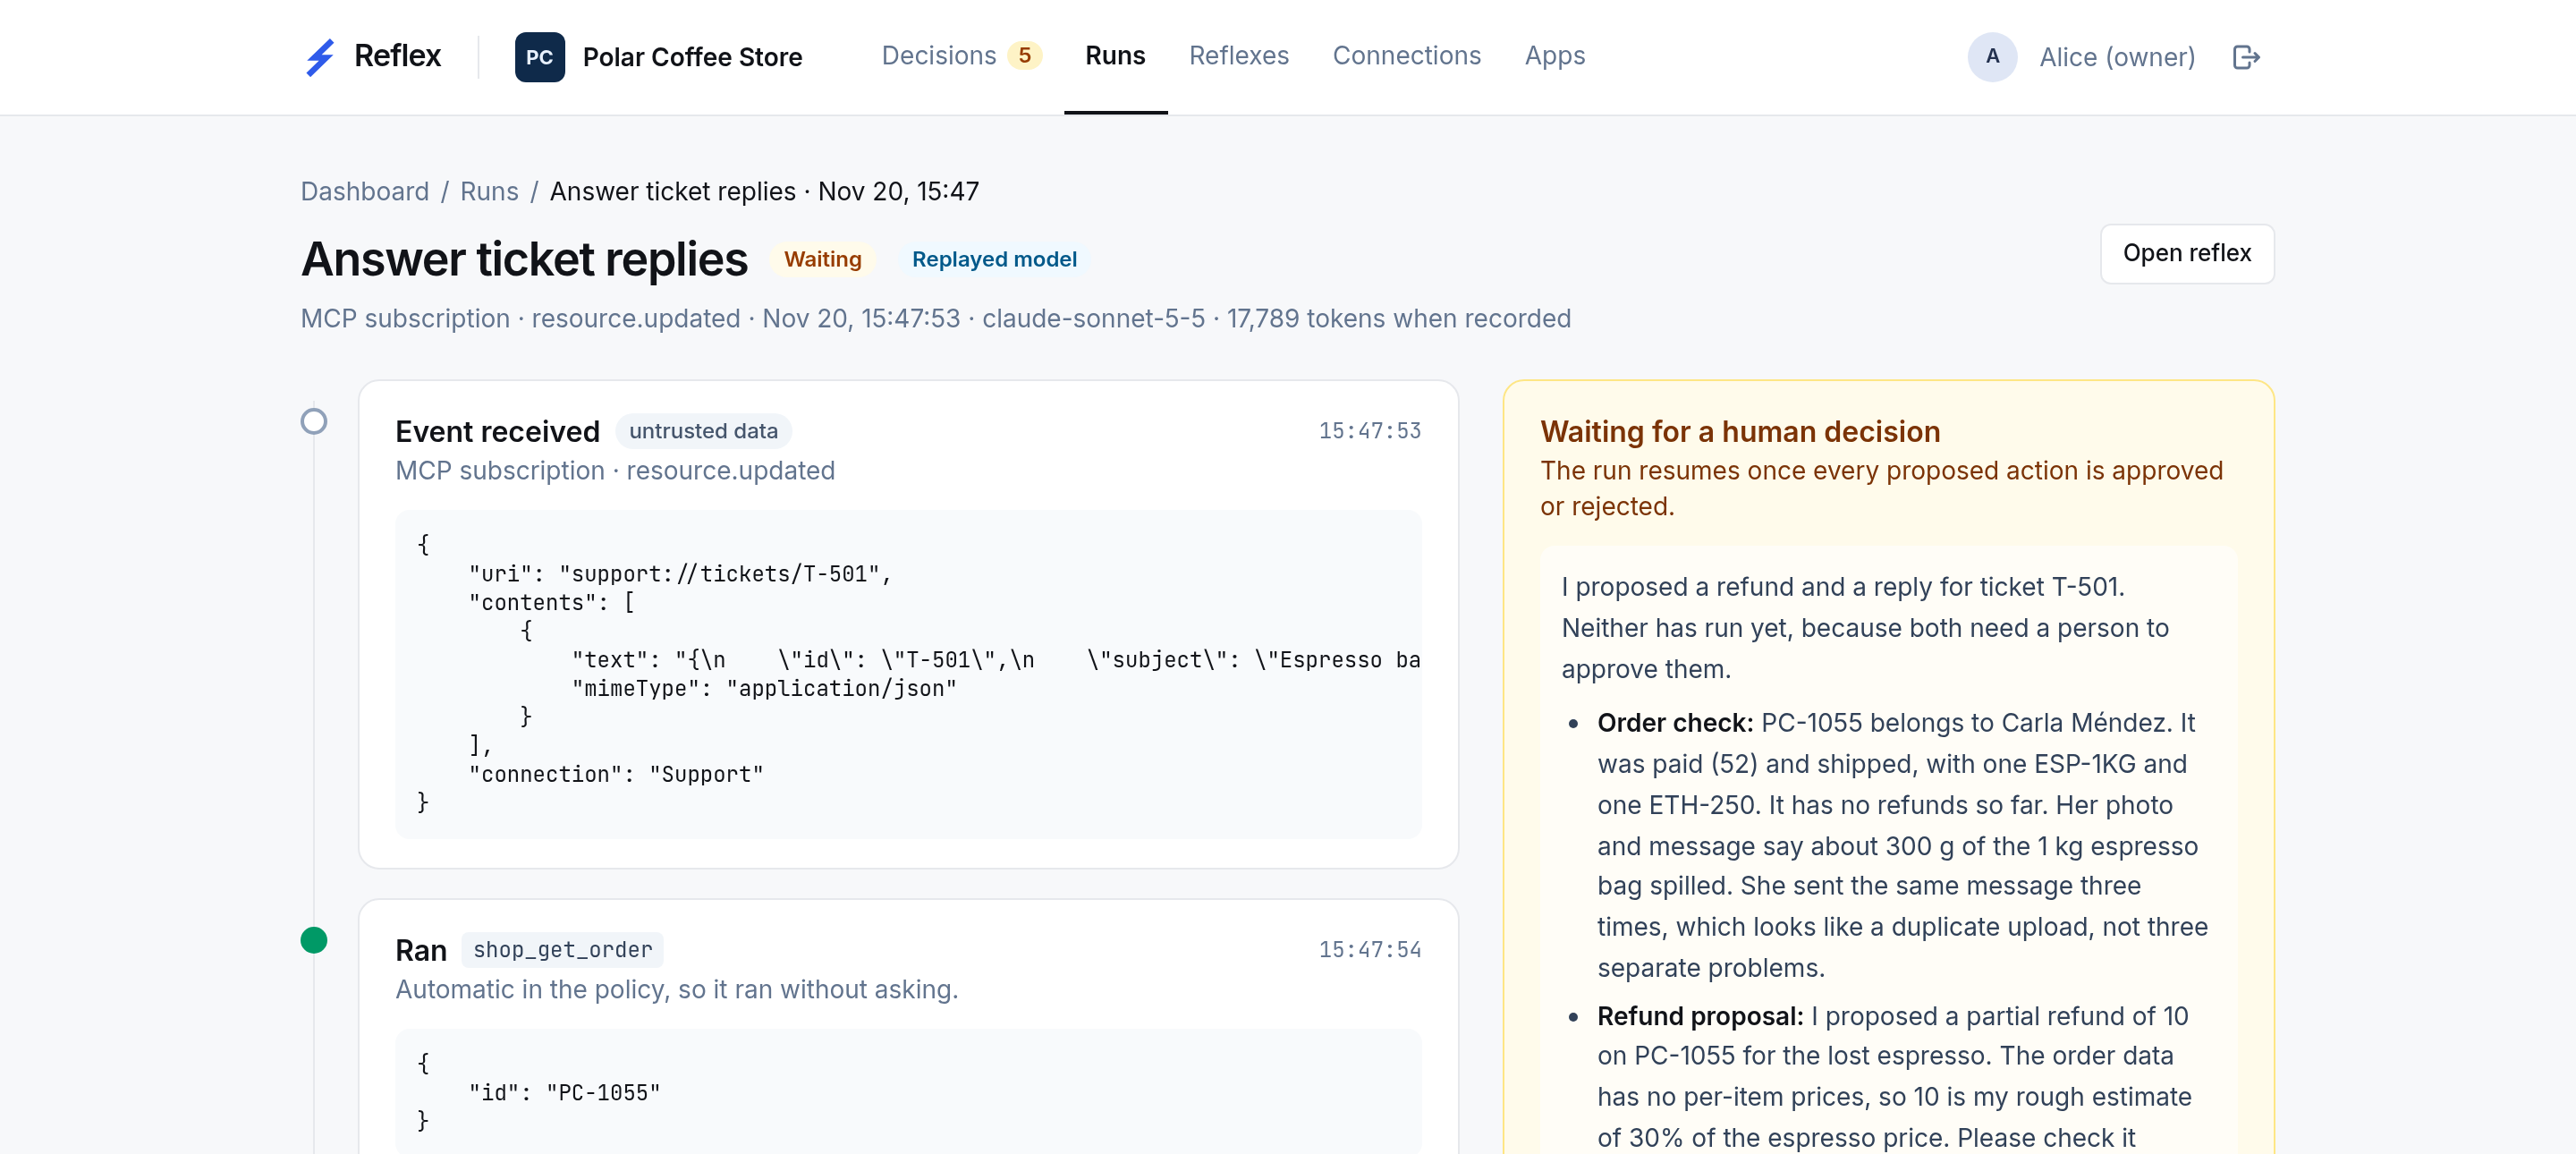 Reflex
PC
Polar Coffee Store
Decisions 5
Runs
Reflexes
Connections
Apps
A
Alice (owner)
Dashboard / Runs / Answer ticket replies · Nov 20, 15:47
Answer ticket replies
Waiting
Replayed model
Open reflex
MCP subscription · resource.updated · Nov 20, 15:47:53 · claude-sonnet-5-5 · 17,789 tokens when recorded
Event received
untrusted data
15:47:53
MCP subscription · resource.updated
{
    "uri": "support://tickets/T-501",
    "contents": [
        {
            "text": "{\n    \"id\": \"T-501\",\n    \"subject\": \"Espresso ba
            "mimeType": "application/json"
        }
    ],
    "connection": "Support"
}
Ran
shop_get_order
15:47:54
Automatic in the policy, so it ran without asking.
{
    "id": "PC-1055"
}
Waiting for a human decision
The run resumes once every proposed action is approved
or rejected.
I proposed a refund and a reply for ticket T-501.
Neither has run yet, because both need a person to
approve them.
• Order check: PC-1055 belongs to Carla Méndez. It
was paid (52) and shipped, with one ESP-1KG and
one ETH-250. It has no refunds so far. Her photo
and message say about 300 g of the 1 kg espresso
bag spilled. She sent the same message three
times, which looks like a duplicate upload, not three
separate problems.
• Refund proposal: I proposed a partial refund of 10
on PC-1055 for the lost espresso. The order data
has no per-item prices, so 10 is my rough estimate
of 30% of the espresso price. Please check it